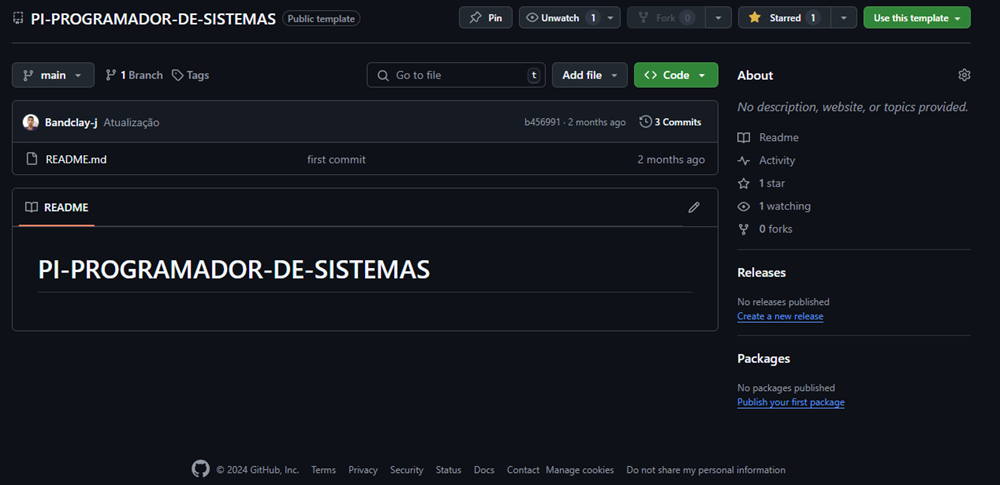 PI-PROGRAMADOR-DE-SISTEMAS Public template Pin Unwatch 1 Fork 0 Starred 1 Use this template
main 1 Branch Tags Go to file t Add file Code
Bandclay-j Atualização b456991 · 2 months ago 3 Commits
README.md first commit 2 months ago
README
PI-PROGRAMADOR-DE-SISTEMAS
About
No description, website, or topics provided.
Readme
Activity
1 star
1 watching
0 forks
Releases
No releases published
Create a new release
Packages
No packages published
Publish your first package
© 2024 GitHub, Inc. Terms Privacy Security Status Docs Contact Manage cookies Do not share my personal information